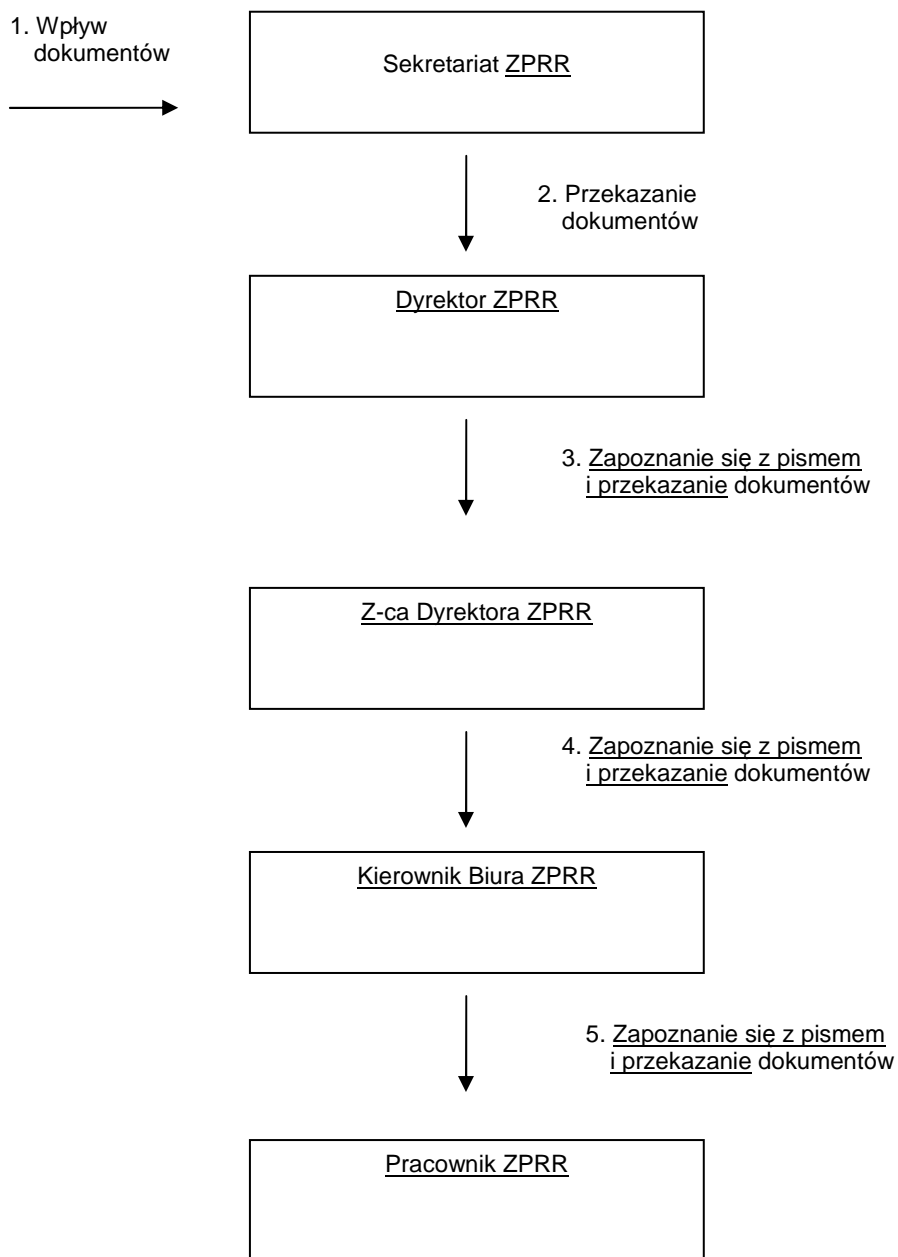 1. Wpływ
dokumentów
Sekretariat ZPRR
2. Przekazanie
dokumentów
Dyrektor ZPRR
3. Zapoznanie się z pismem
i przekazanie dokumentów
Z-ca Dyrektora ZPRR
4. Zapoznanie się z pismem
i przekazanie dokumentów
Kierownik Biura ZPRR
5. Zapoznanie się z pismem
i przekazanie dokumentów
Pracownik ZPRR